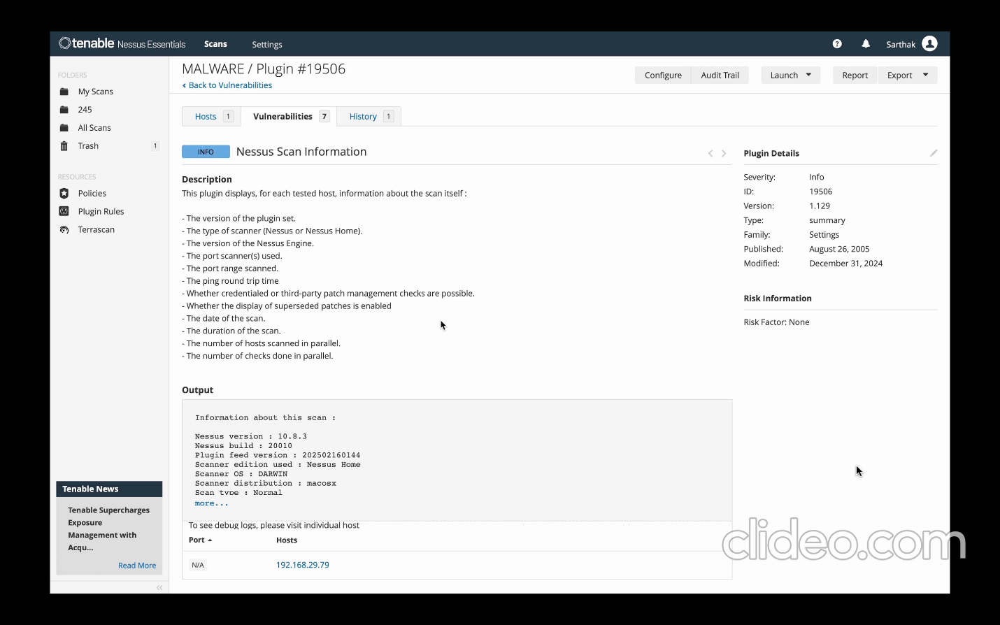 tenable Nessus Essentials Scans Settings Sarthak
MALWARE / Plugin #19506
Back to Vulnerabilities
Configure Audit Trail Launch Report Export
FOLDERS
My Scans
245
All Scans
Trash 1
RESOURCES
Policies
Plugin Rules
Terrascan
Tenable News
Tenable Supercharges
Exposure
Management with
Acqu...
Read More
Hosts 1 Vulnerabilities 7 History 1
INFO Nessus Scan Information
Description
This plugin displays, for each tested host, information about the scan itself :
- The version of the plugin set.
- The type of scanner (Nessus or Nessus Home).
- The version of the Nessus Engine.
- The port scanner(s) used.
- The port range scanned.
- The ping round trip time
- Whether credentialed or third-party patch management checks are possible.
- Whether the display of superseded patches is enabled
- The date of the scan.
- The duration of the scan.
- The number of hosts scanned in parallel.
- The number of checks done in parallel.
Output
Information about this scan :
Nessus version : 10.8.3
Nessus build : 20010
Plugin feed version : 202502160144
Scanner edition used : Nessus Home
Scanner OS : DARWIN
Scanner distribution : macosx
Scan type : Normal
more...
To see debug logs, please visit individual host
Port Hosts
N/A 192.168.29.79
Plugin Details
Severity: Info
ID: 19506
Version: 1.129
Type: summary
Family: Settings
Published: August 26, 2005
Modified: December 31, 2024
Risk Information
Risk Factor: None
clideo.com